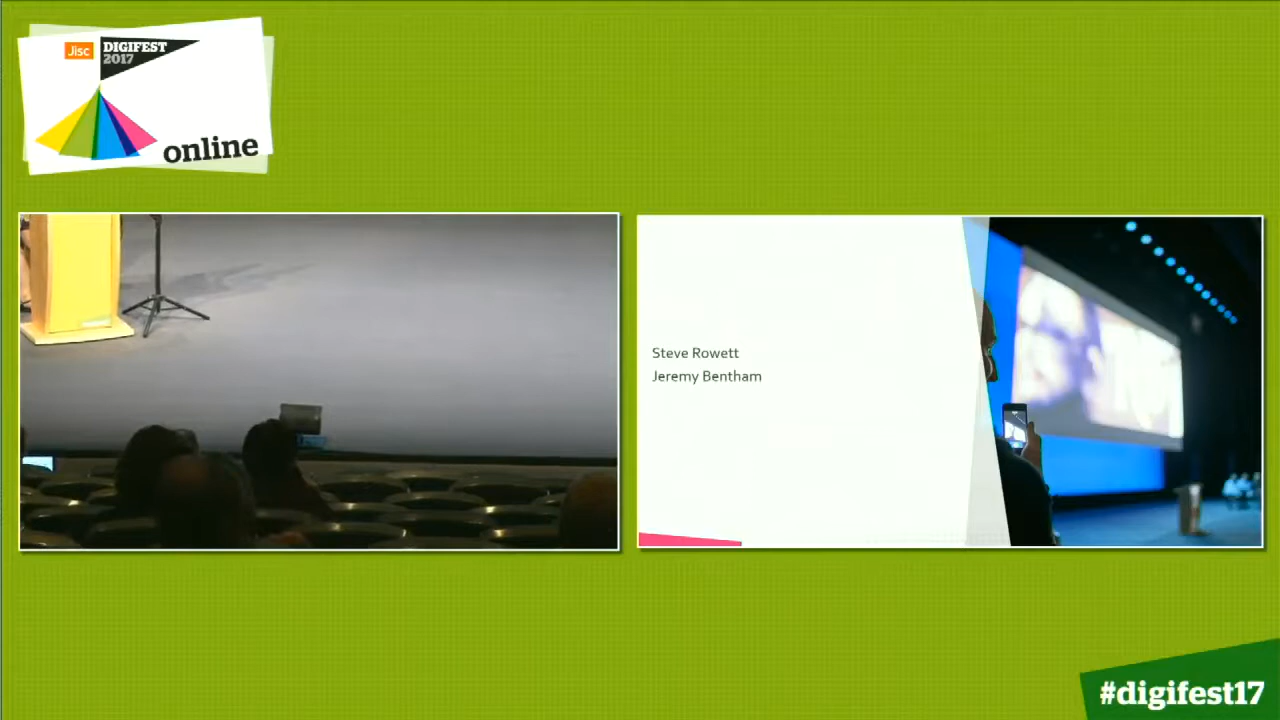 Jisc
DIGIFEST
2017
online
Steve Rowett
Jeremy Bentham
#digifest17